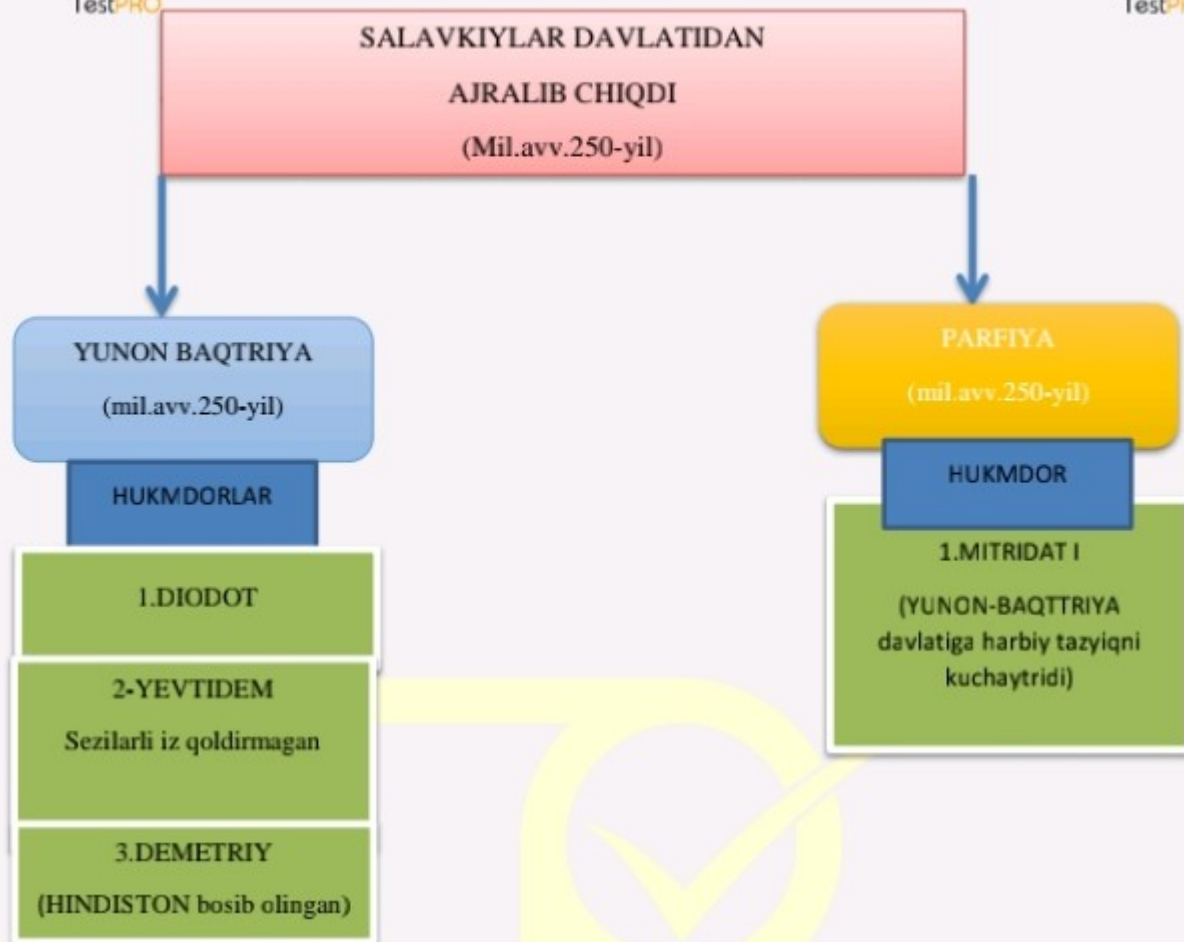 TestPRO
SALAVKIYLAR DAVLATIDAN
AJRALIB CHIQDI
(Mil.avv.250-yil)
YUNON BAQTRIYA
(mil.avv.250-yil)
HUKMDORLAR
1.DIODOT
2-YEVTIDEM
Sezilarli iz qoldirmagan
3.DEMETRIY
(HINDISTON bosib olingan)
PARFIYA
(mil.avv.250-yil)
HUKMDOR
1.MITRIDAT I
(YUNON-BAQTTRIYA
davlatiga harbiy tazyiqni
kuchaytridi)